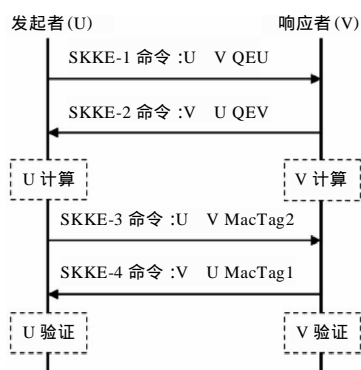 发起者(U) 响应者(V)
SKKE-1 命令:U V QEU
SKKE-2 命令:V U QEV
U 计算 V 计算
SKKE-3 命令:U V MacTag2
SKKE-4 命令:V U MacTag1
U 验证 V 验证